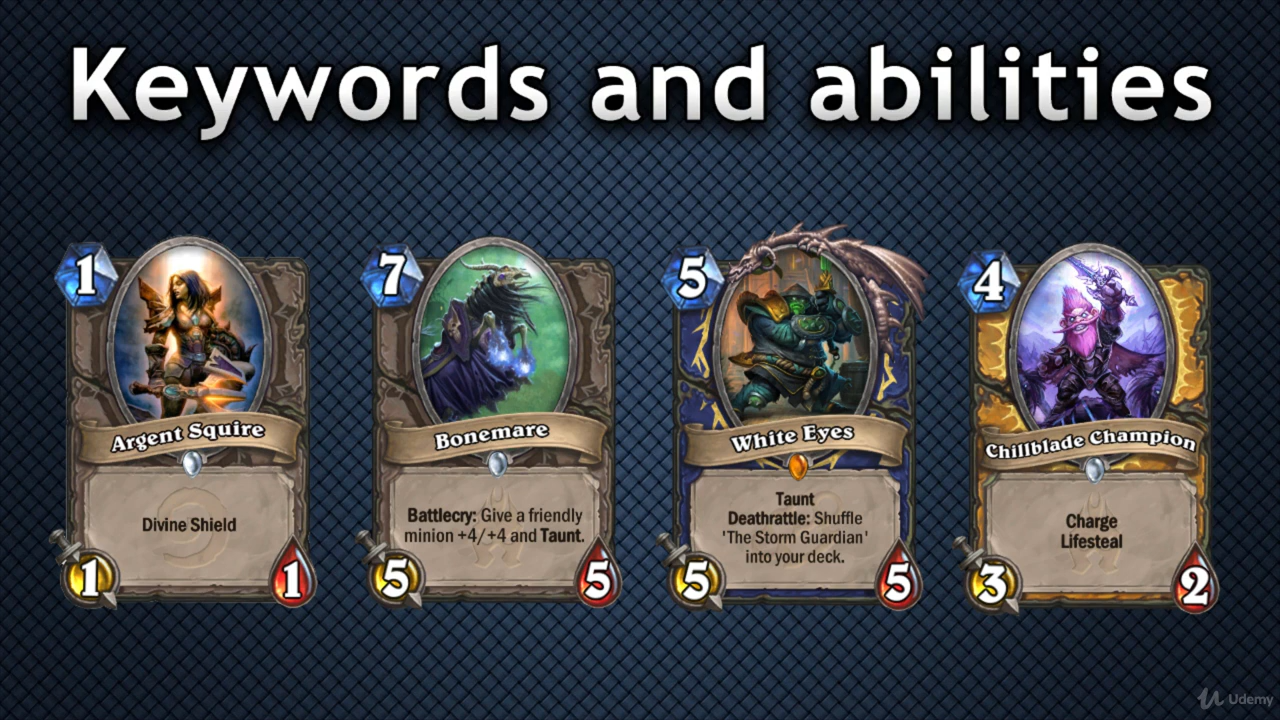 Keywords and abilities
1
Argent Squire
Divine Shield
1
1
7
Bonemare
Battlecry: Give a friendly
minion +4/+4 and Taunt.
5
5
5
White Eyes
Taunt
Deathrattle: Shuffle
'The Storm Guardian'
into your deck.
5
5
4
Chillblade Champion
Charge
Lifesteal
3
2
Udemy